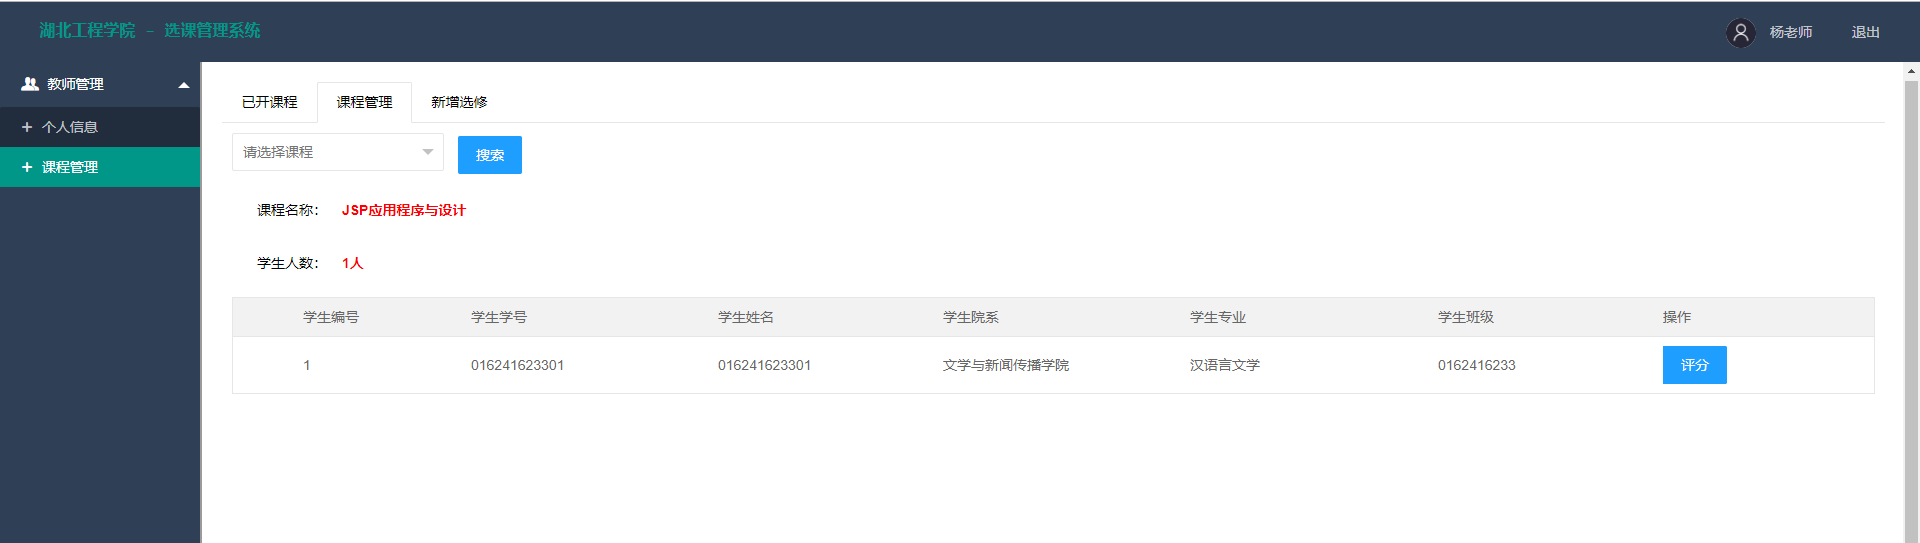 湖北工程学院 - 选课管理系统
杨老师 退出
教师管理
个人信息
课程管理
已开课程 课程管理 新增选修
请选择课程 搜索
课程名称： JSP应用程序与设计
学生人数： 1人
学生编号 学生学号 学生姓名 学生院系 学生专业 学生班级 操作
1 016241623301 016241623301 文学与新闻传播学院 汉语言文学 0162416233 评分